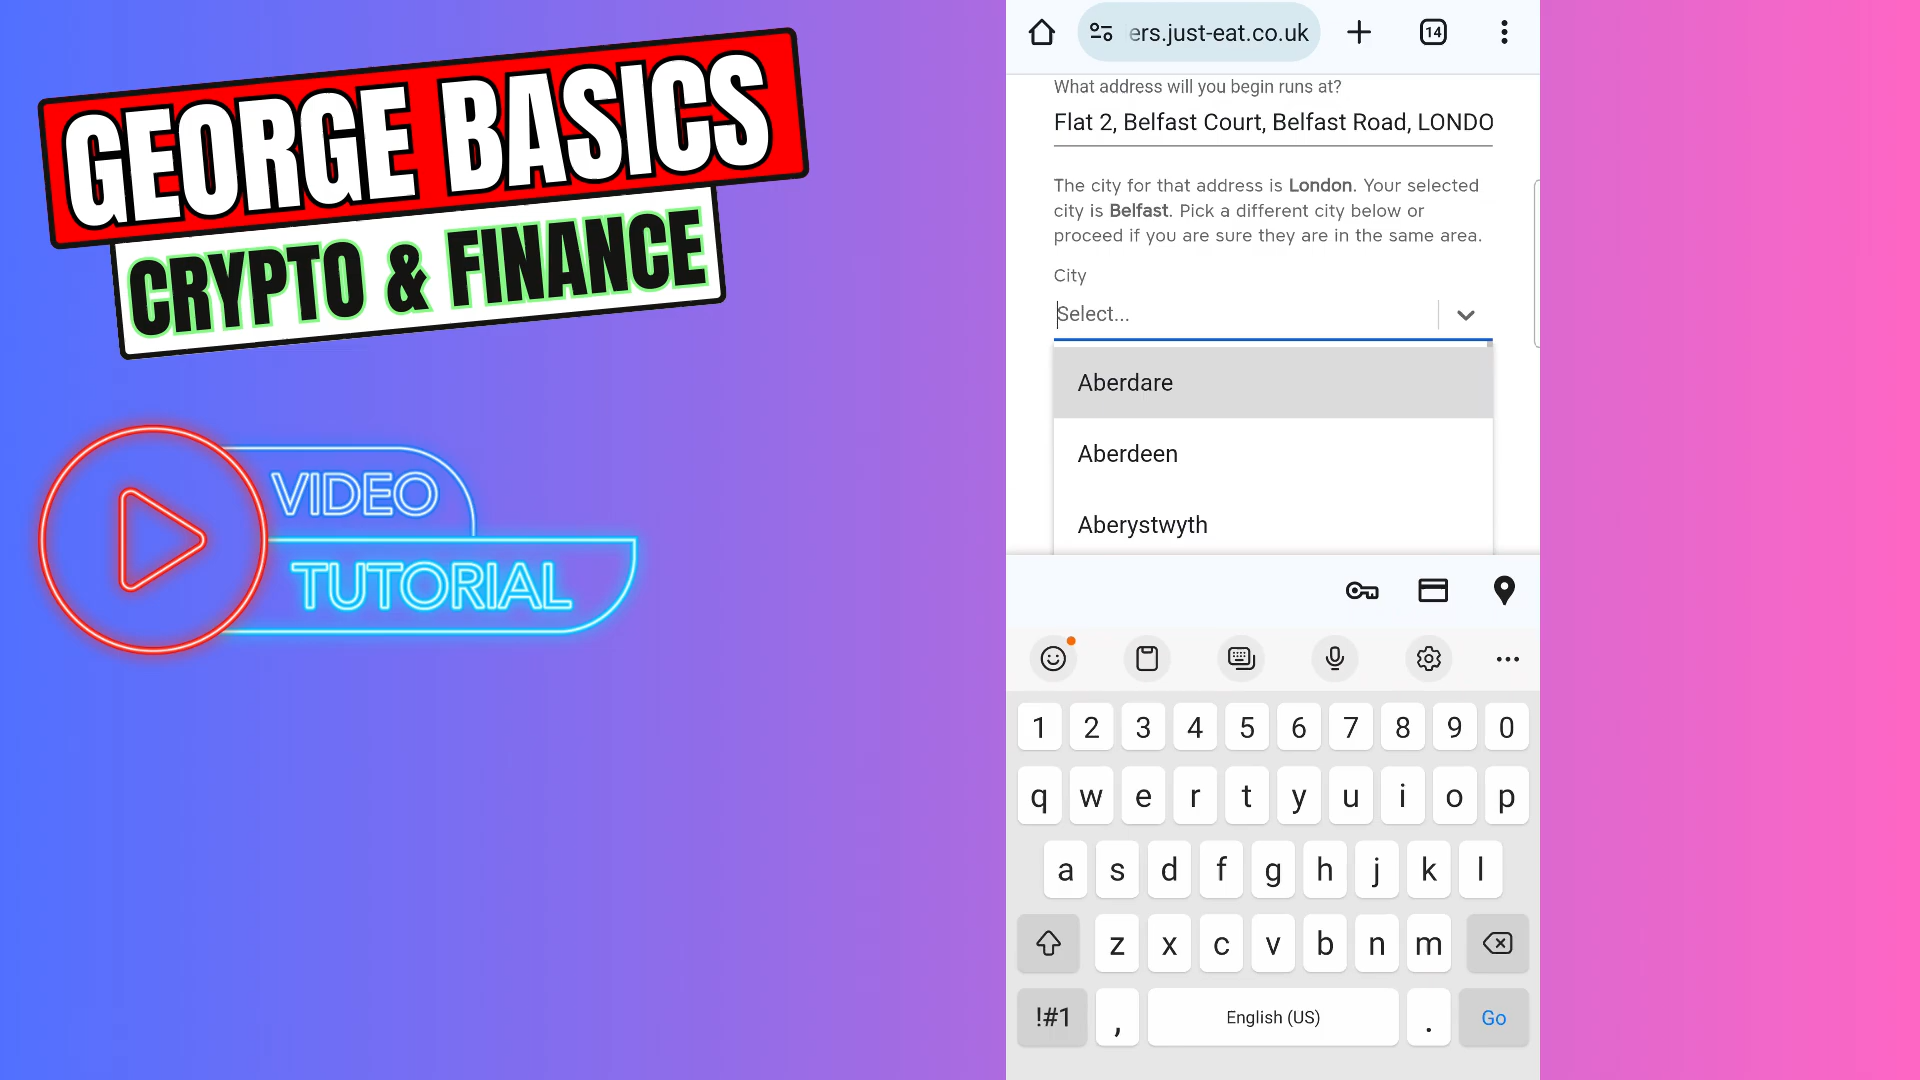 GEORGE BASICS
CRYPTO & FINANCE
VIDEO
TUTORIAL
ers.just-eat.co.uk
14
What address will you begin runs at?
Flat 2, Belfast Court, Belfast Road, LONDO
The city for that address is London. Your selected
city is Belfast. Pick a different city below or
proceed if you are sure they are in the same area.
City
Select...
Aberdare
Aberdeen
Aberystwyth
1 2 3 4 5 6 7 8 9 0
q w e r t y u i o p
a s d f g h j k l
z x c v b n m
!#1 , English (US) . Go